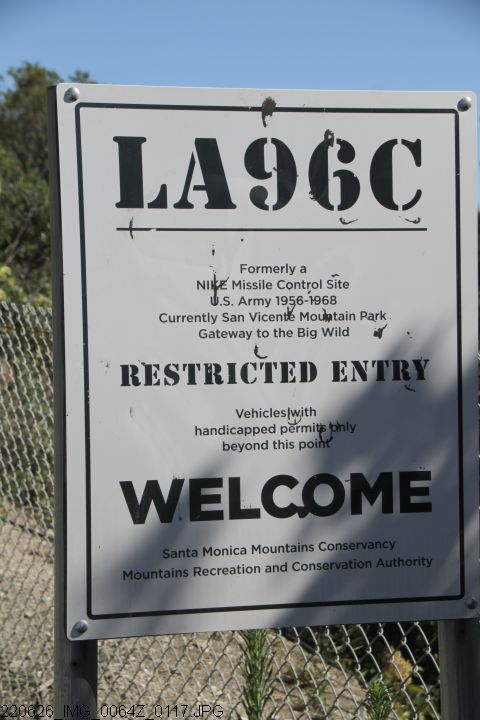 LA96C
Formerly a
NIKE Missile Control Site
U.S. Army 1956-1968
Currently San Vicente Mountain Park
Gateway to the Big Wild
RESTRICTED ENTRY
Vehicles with
handicapped permits only
beyond this point
WELCOME
Santa Monica Mountains Conservancy
Mountains Recreation and Conservation Authority
220626_IMG_0064Z_0117.JPG